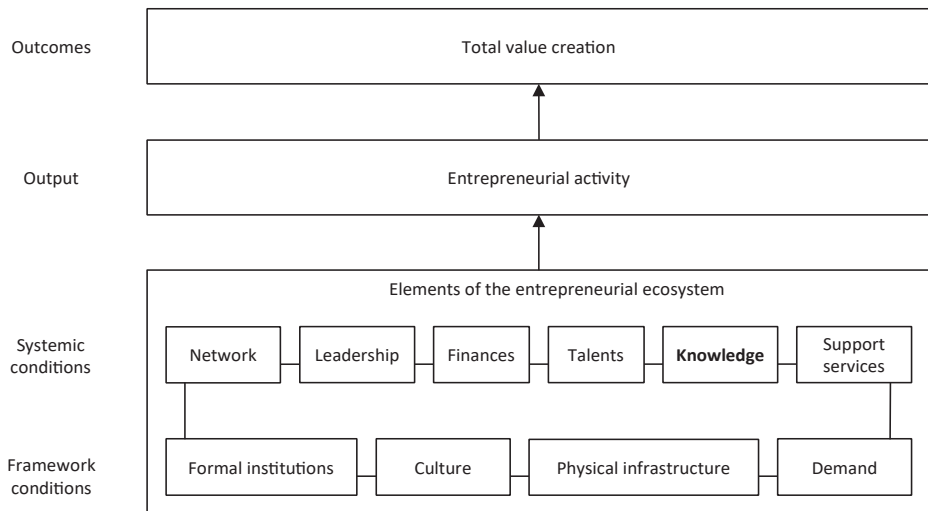 Outcomes
Total value creation
Output
Entrepreneurial activity
Elements of the entrepreneurial ecosystem
Systemic
conditions
Network
Leadership
Finances
Talents
Knowledge
Support
services
Framework
conditions
Formal institutions
Culture
Physical infrastructure
Demand